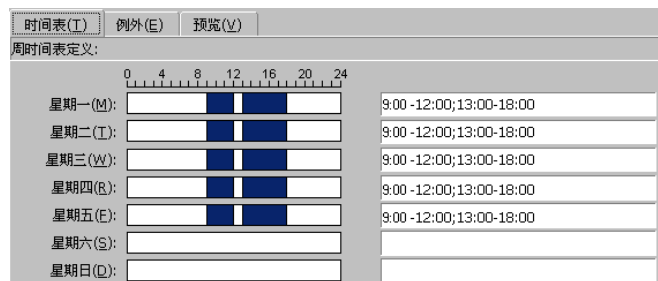 时间表(T) 例外(E) 预览(V)
周时间表定义:
0 4 8 12 16 20 24
星期一(M): 9:00 -12:00;13:00-18:00
星期二(T): 9:00 -12:00;13:00-18:00
星期三(W): 9:00 -12:00;13:00-18:00
星期四(R): 9:00 -12:00;13:00-18:00
星期五(F): 9:00 -12:00;13:00-18:00
星期六(S):
星期日(D):